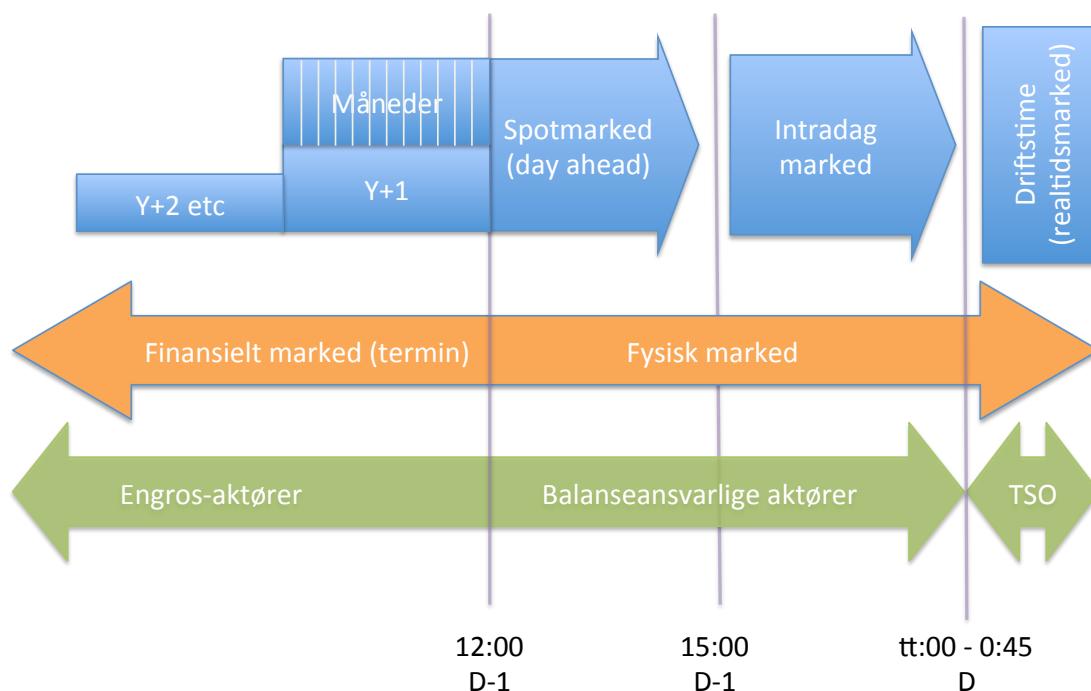 Måneder
Y+2 etc
Y+1
Spotmarked
(day ahead)
Intradag
marked
Driftstime
(realtidsmarked)
Finansielt marked (termin)
Fysisk marked
Engros-aktører
Balanseansvarlige aktører
TSO
12:00
D-1
15:00
D-1
tt:00 - 0:45
D